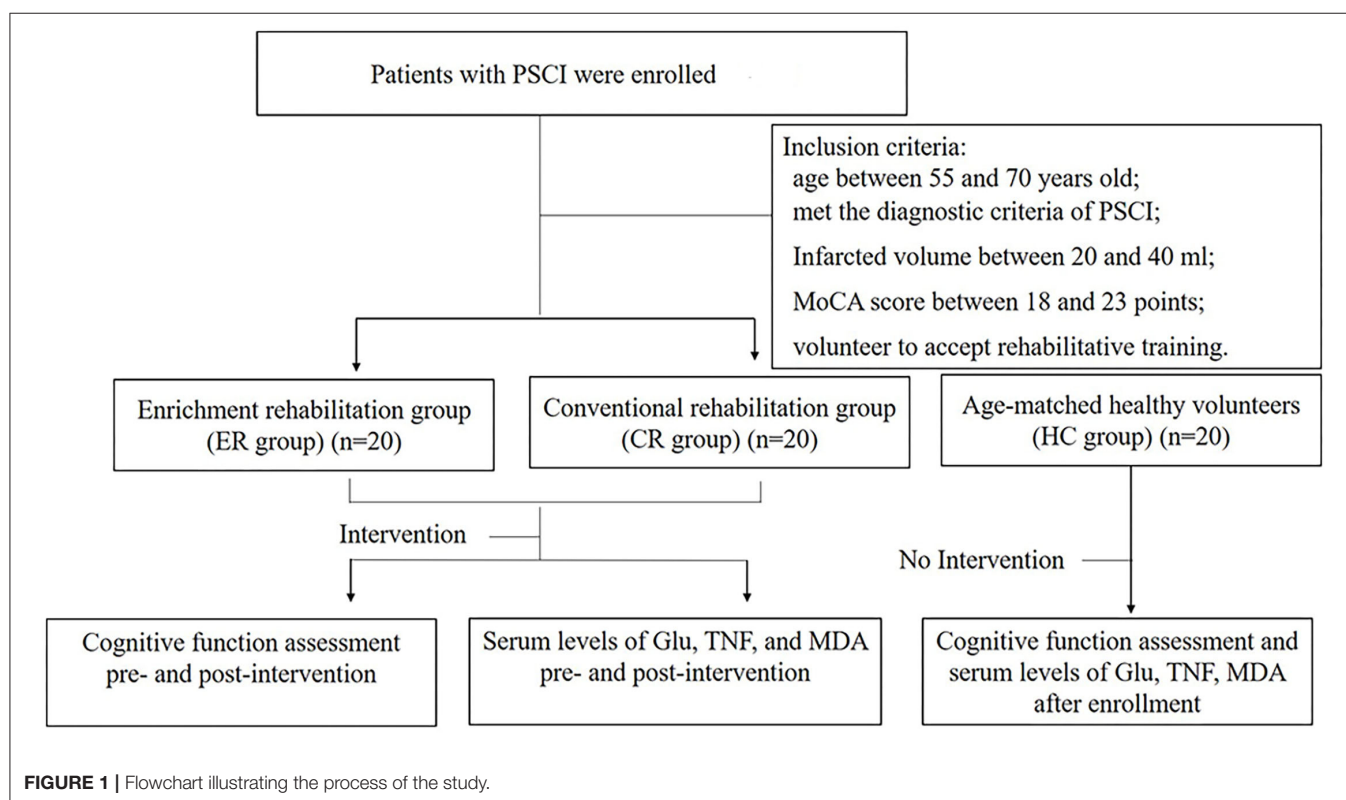 Patients with PSCI were enrolled
Inclusion criteria:
age between 55 and 70 years old;
met the diagnostic criteria of PSCI;
Infarcted volume between 20 and 40 ml;
MoCA score between 18 and 23 points;
volunteer to accept rehabilitative training.
Enrichment rehabilitation group
(ER group) (n=20)
Conventional rehabilitation group
(CR group) (n=20)
Age-matched healthy volunteers
(HC group) (n=20)
Intervention
No Intervention
Cognitive function assessment
pre- and post-intervention
Serum levels of Glu, TNF, and MDA
pre- and post-intervention
Cognitive function assessment and
serum levels of Glu, TNF, MDA
after enrollment
FIGURE 1 | Flowchart illustrating the process of the study.